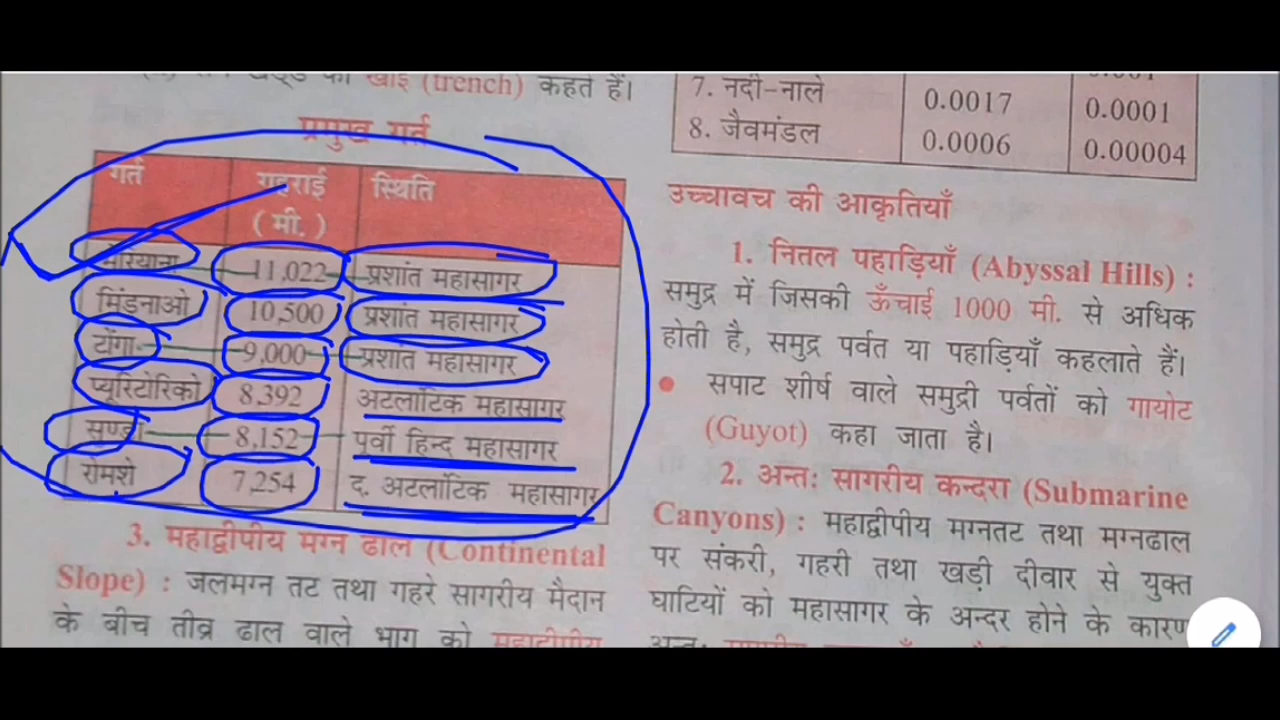 को खाई (trench) कहते हैं।
प्रमुख गर्त
गर्त गहराई (मी.) स्थिति
मेरियाना 11,022 प्रशांत महासागर
मिंडनाओ 10,500 प्रशांत महासागर
टोंगा 9,000 प्रशांत महासागर
प्यूरिटोरिको 8,392 अटलांटिक महासागर
सुण्डा 8,152 पूर्वी हिन्द महासागर
रोमशे 7,254 द. अटलांटिक महासागर
3. महाद्वीपीय मग्न ढाल (Continental
Slope) : जलमग्न तट तथा गहरे सागरीय मैदान
के बीच तीव्र ढाल वाले भाग को महाद्वीपीय
7. नदी-नाले 0.0017 0.0001
8. जैवमंडल 0.0006 0.00004
उच्चावच की आकृतियाँ
1. नितल पहाड़ियाँ (Abyssal Hills) :
समुद्र में जिसकी ऊँचाई 1000 मी. से अधिक
होती है, समुद्र पर्वत या पहाड़ियाँ कहलाते हैं।
• सपाट शीर्ष वाले समुद्री पर्वतों को गायोट
(Guyot) कहा जाता है।
2. अन्त: सागरीय कन्दरा (Submarine
Canyons) : महाद्वीपीय मग्नतट तथा मग्नढाल
पर संकरी, गहरी तथा खड़ी दीवार से युक्त
घाटियों को महासागर के अन्दर होने के कारण